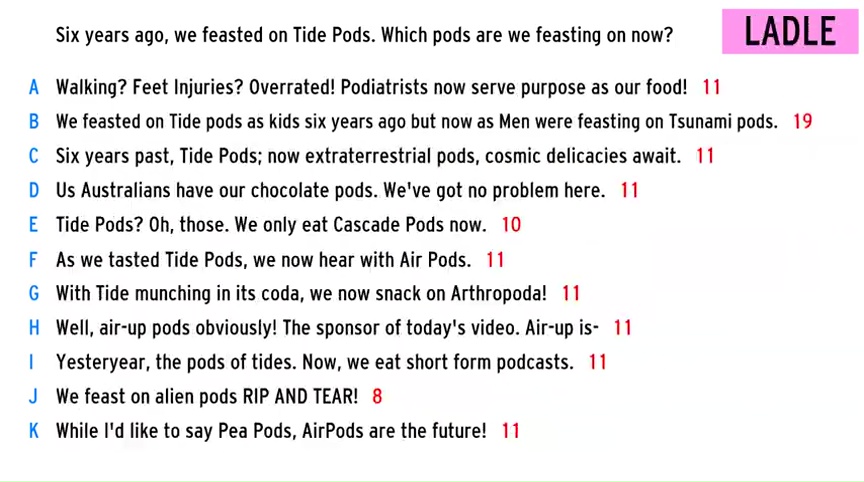 Six years ago, we feasted on Tide Pods. Which pods are we feasting on now?
LADLE
A Walking? Feet Injuries? Overrated! Podiatrists now serve purpose as our food! 11
B We feasted on Tide pods as kids six years ago but now as Men were feasting on Tsunami pods. 19
C Six years past, Tide Pods; now extraterrestrial pods, cosmic delicacies await. 11
D Us Australians have our chocolate pods. We've got no problem here. 11
E Tide Pods? Oh, those. We only eat Cascade Pods now. 10
F As we tasted Tide Pods, we now hear with Air Pods. 11
G With Tide munching in its coda, we now snack on Arthropoda! 11
H Well, air-up pods obviously! The sponsor of today's video. Air-up is- 11
I Yesteryear, the pods of tides. Now, we eat short form podcasts. 11
J We feast on alien pods RIP AND TEAR! 8
K While I'd like to say Pea Pods, AirPods are the future! 11